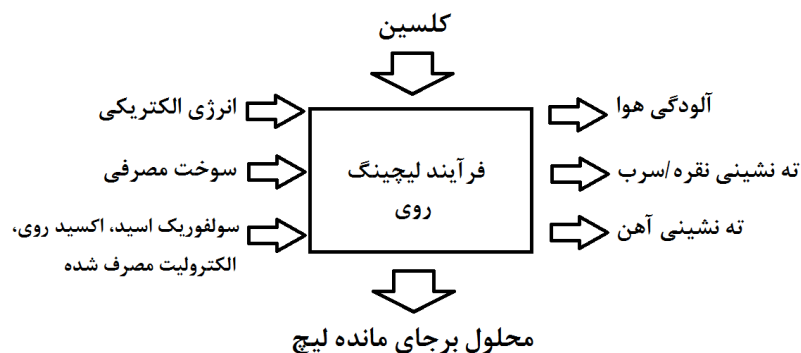 کلسین
انرژی الکتریکی
سوخت مصرفی
سولفوریک اسید، اکسید روی،
الکترولیت مصرف شده
فرآیند لیچینگ
روی
آلودگی هوا
ته نشینی نقره/سرب
ته نشینی آهن
محلول برجای مانده لیچ